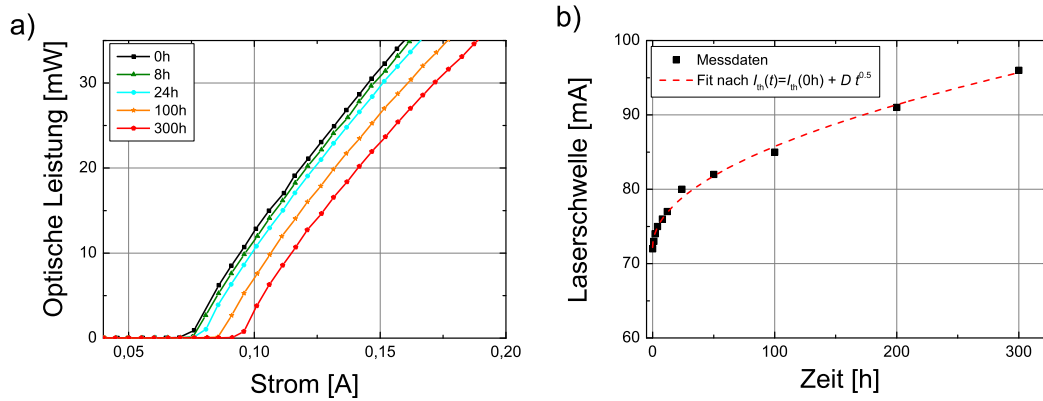 a)
Optische Leistung [mW]
30
20
10
0
0h
8h
24h
100h
300h
0,05
0,10
0,15
0,20
Strom [A]
b)
Laserschwelle [mA]
100
90
80
70
60
Messdaten
Fit nach I_th(t)=I_th(0h) + D t^0.5
0
100
200
300
Zeit [h]